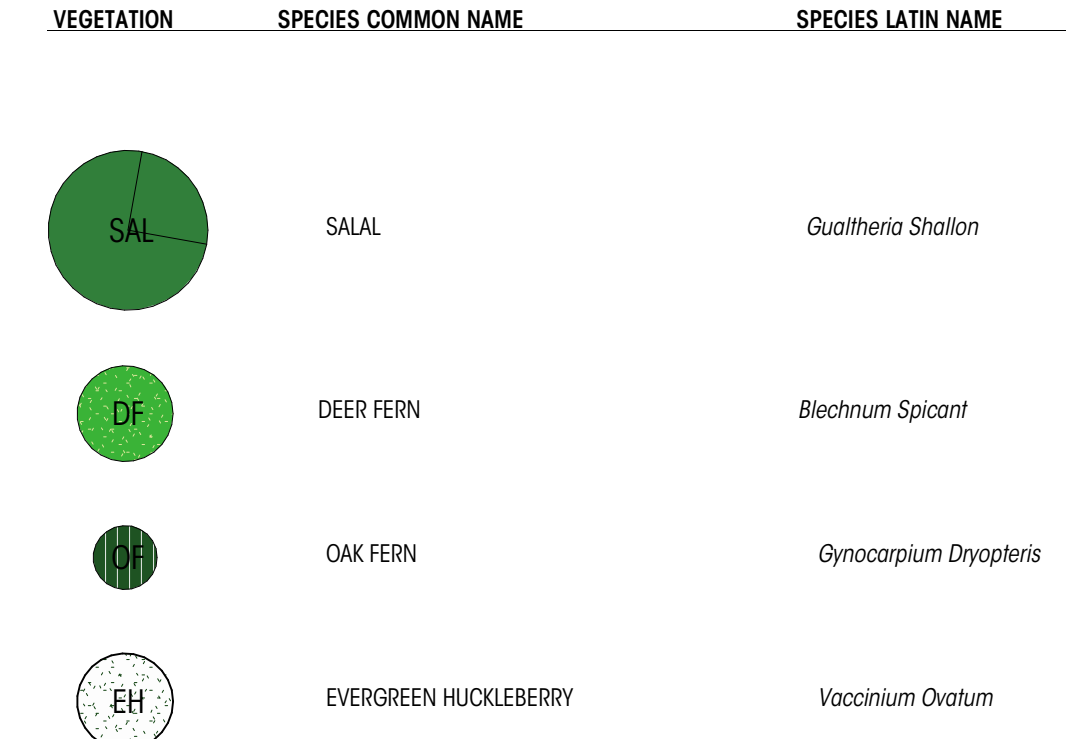 VEGETATION SPECIES COMMON NAME SPECIES LATIN NAME
SAL SALAL Gualtheria Shallon
DF DEER FERN Blechnum Spicant
OF OAK FERN Gynocarpium Dryopteris
EH EVERGREEN HUCKLEBERRY Vaccinium Ovatum